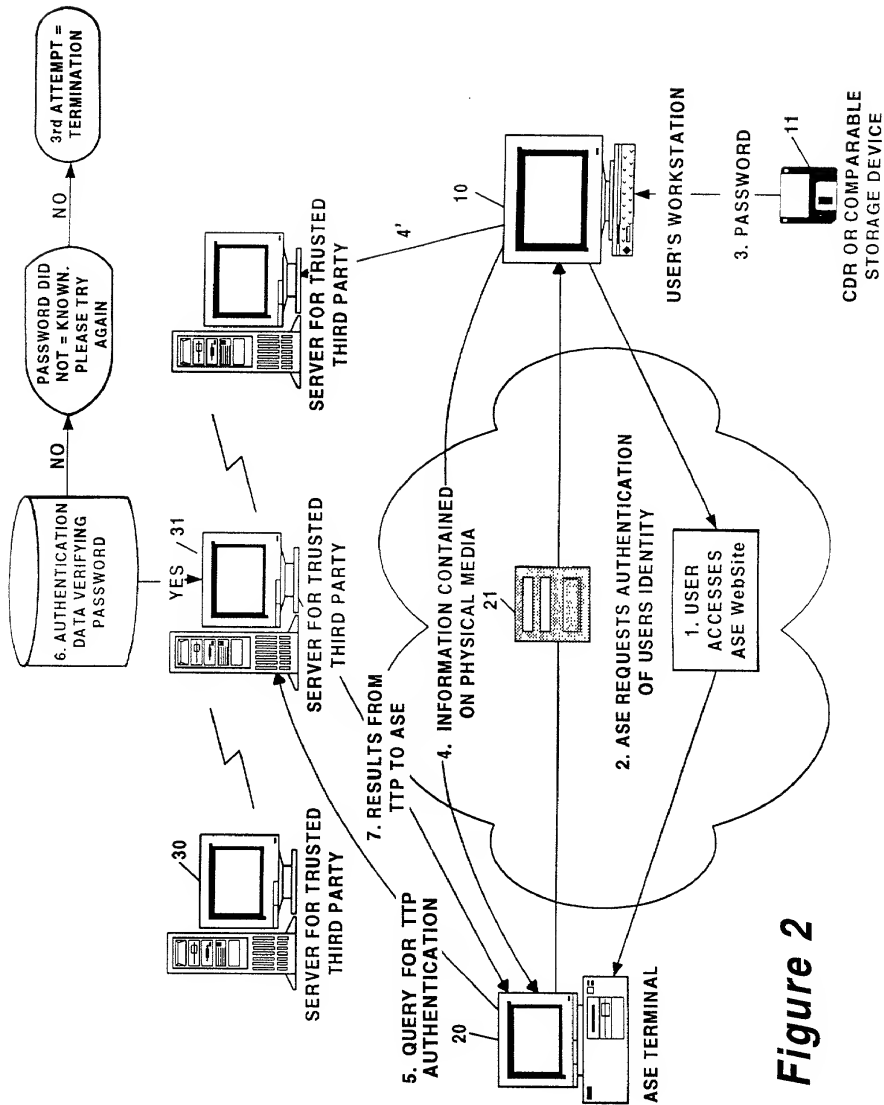 6. AUTHENTICATION
DATA VERIFYING
PASSWORD
NO
PASSWORD DID
NOT = KNOWN.
PLEASE TRY
AGAIN
NO
3rd ATTEMPT =
TERMINATION
YES
31
30
SERVER FOR TRUSTED
THIRD PARTY
SERVER FOR TRUSTED
THIRD PARTY
SERVER FOR TRUSTED
THIRD PARTY
4'
5. QUERY FOR TTP
AUTHENTICATION
7. RESULTS FROM
TTP TO ASE
4. INFORMATION CONTAINED
ON PHYSICAL MEDIA
20
21
10
ASE TERMINAL
2. ASE REQUESTS AUTHENTICATION
OF USERS IDENTITY
1. USER
ACCESSES
ASE WebSite
USER'S WORKSTATION
3. PASSWORD
11
CDR OR COMPARABLE
STORAGE DEVICE
Figure 2